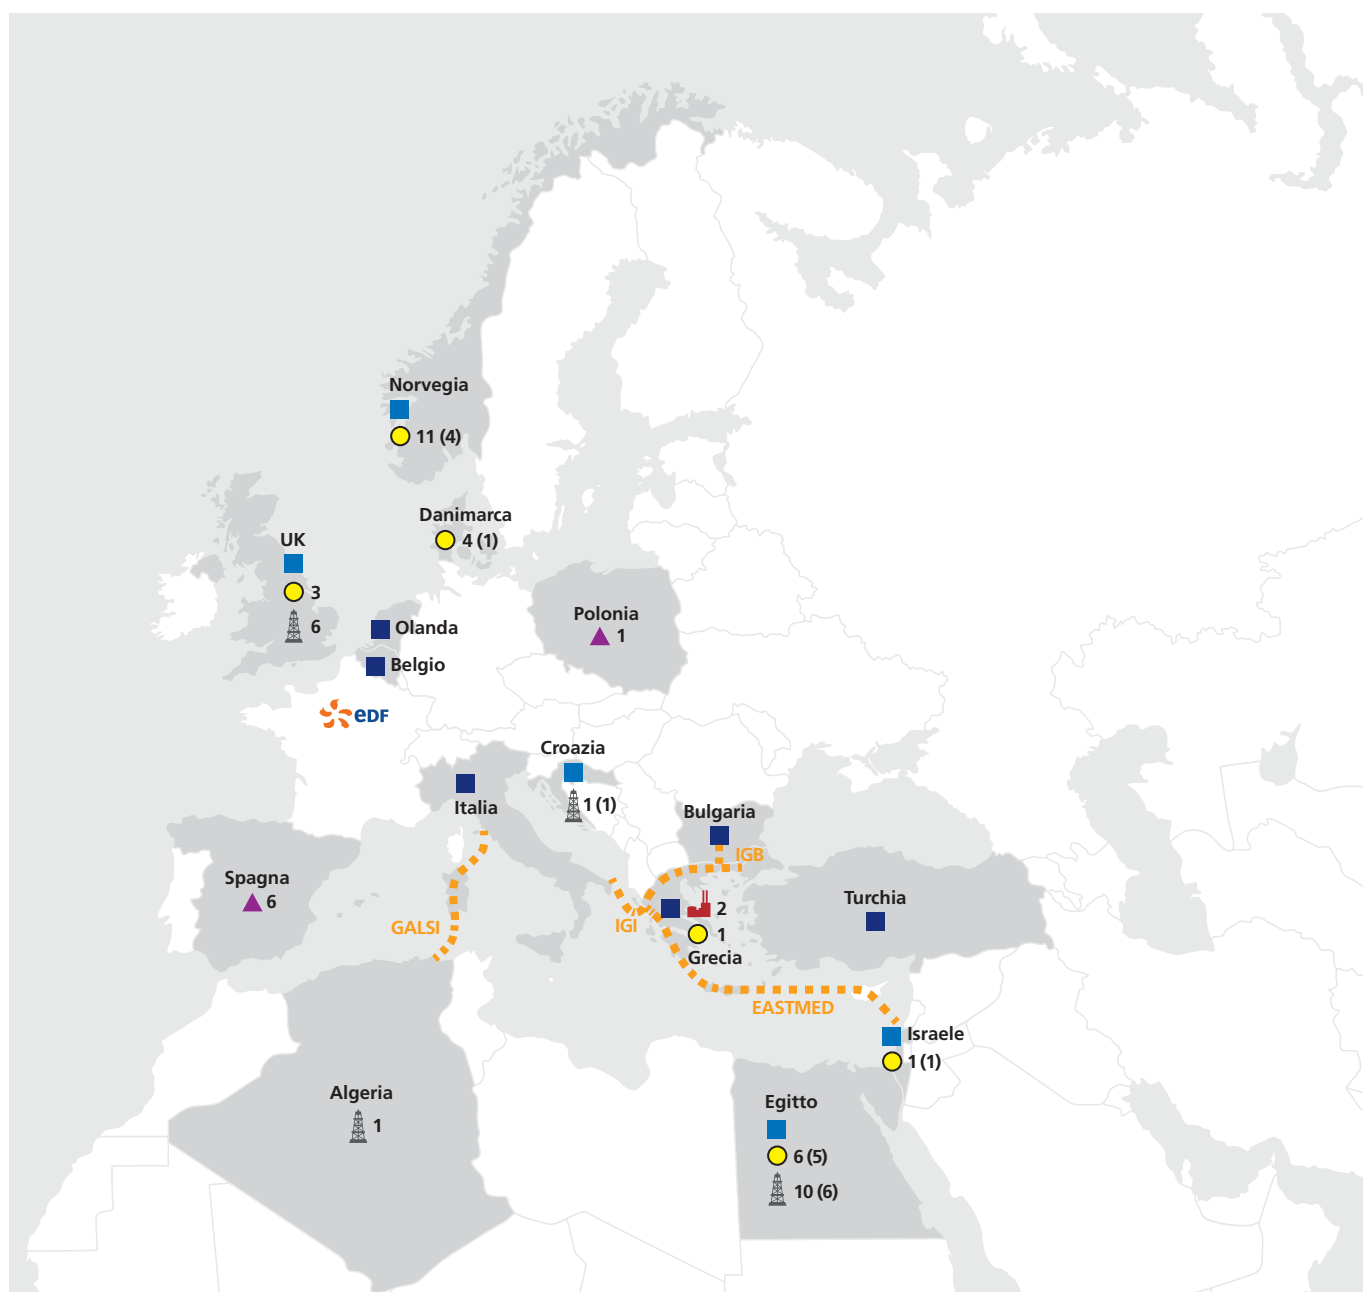 Norvegia
11 (4)
Danimarca
4 (1)
UK
3
6
Polonia
1
Olanda
Belgio
eDF
Croazia
1 (1)
Italia
Bulgaria
IGB
Spagna
6
Turchia
2
GALSI
IGI
1
Grecia
EASTMED
Israele
1 (1)
Algeria
1
Egitto
6 (5)
10 (6)